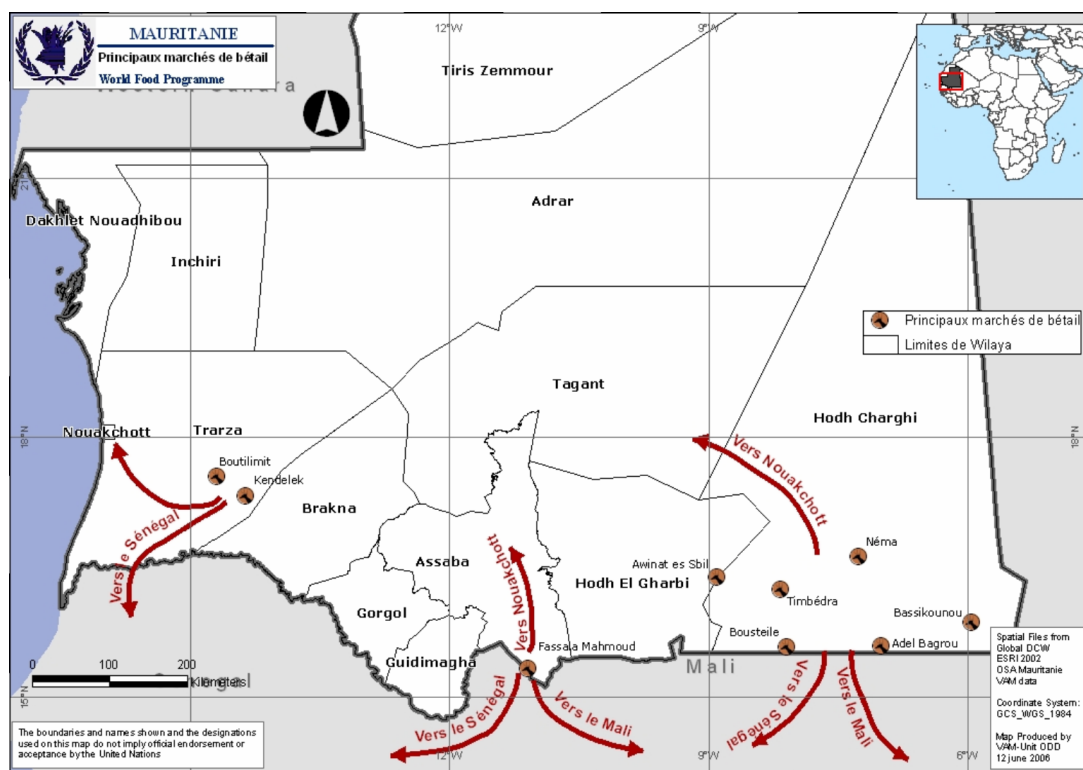 MAURITANIE
Principaux marchés de bétail
World Food Programme
12°W
9°W
Tiris Zemmour
21°
Adrar
Dakhlet Nouadhibou
Inchiri
Principaux marchés de bétail
Limites de Wilaya
Tagant
Hodh Charghi
Nouakchott
Trarza
18°N
18°N
Vers Nouakchott
Boutilimit
Kendelek
Brakna
Vers le Sénégal
Vers Nouakchott
Assaba
Néma
Awinat es Sbil
Hodh El Gharbi
Timbédra
Gorgol
Bassikounou
Bousteile
Adel Bagrou
Fassala Mahmoud
Guidimagha
Mali
0 100 200
Kilometers
15°N
Vers le Sénégal
Vers le Mali
Vers le Sénégal
Vers le Mali
Spatial Files from
Global DCW
ESRI 2002
OSA Mauritanie
VAM data
Coordinate System:
GCS_WGS_1984
Map Produced by
VAM-Unit ODD
12 june 2006
The boundaries and names shown and the designations
used on this map do not imply official endorsement or
acceptance by the United Nations
12°W
9°W
6°W